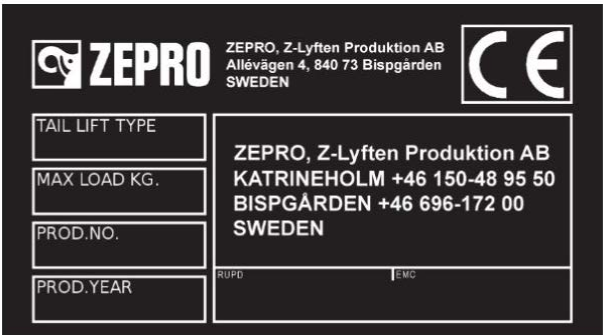 ZEPRO
ZEPRO, Z-Lyften Produktion AB
Allévägen 4, 840 73 Bispgården
SWEDEN
CE
TAIL LIFT TYPE
MAX LOAD KG.
PROD.NO.
PROD.YEAR
ZEPRO, Z-Lyften Produktion AB
KATRINEHOLM +46 150-48 95 50
BISPGÅRDEN +46 696-172 00
SWEDEN
RUPD
EMC